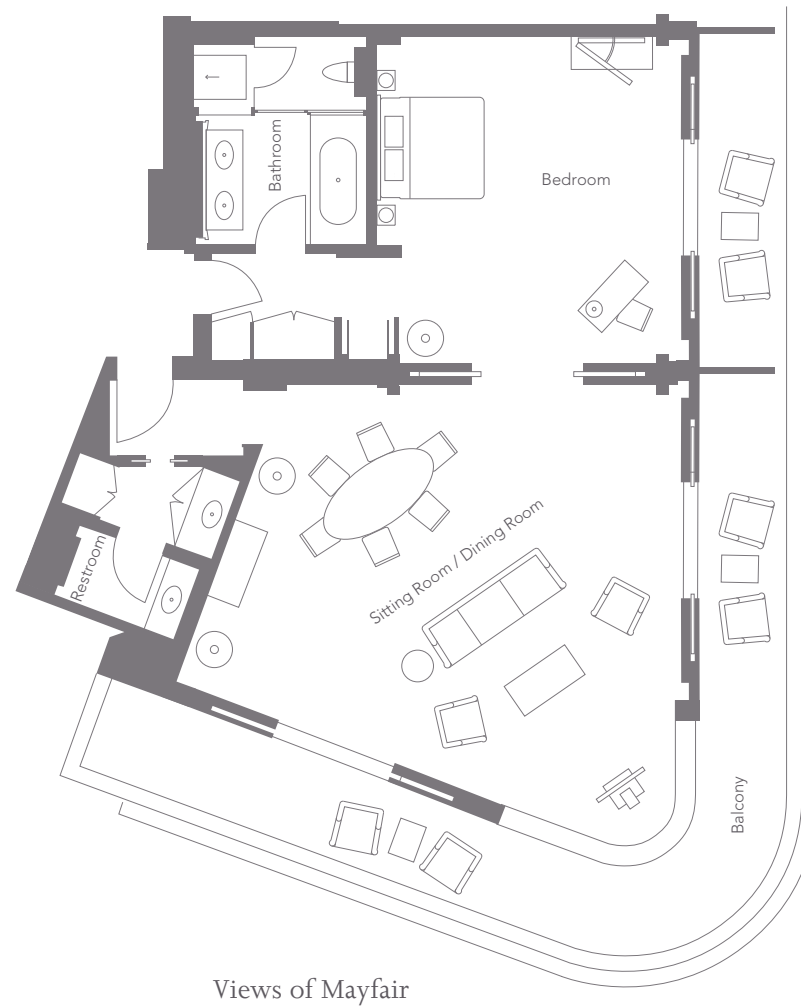 Bathroom
Bedroom
Sitting Room / Dining Room
Restroom
Balcony
Views of Mayfair